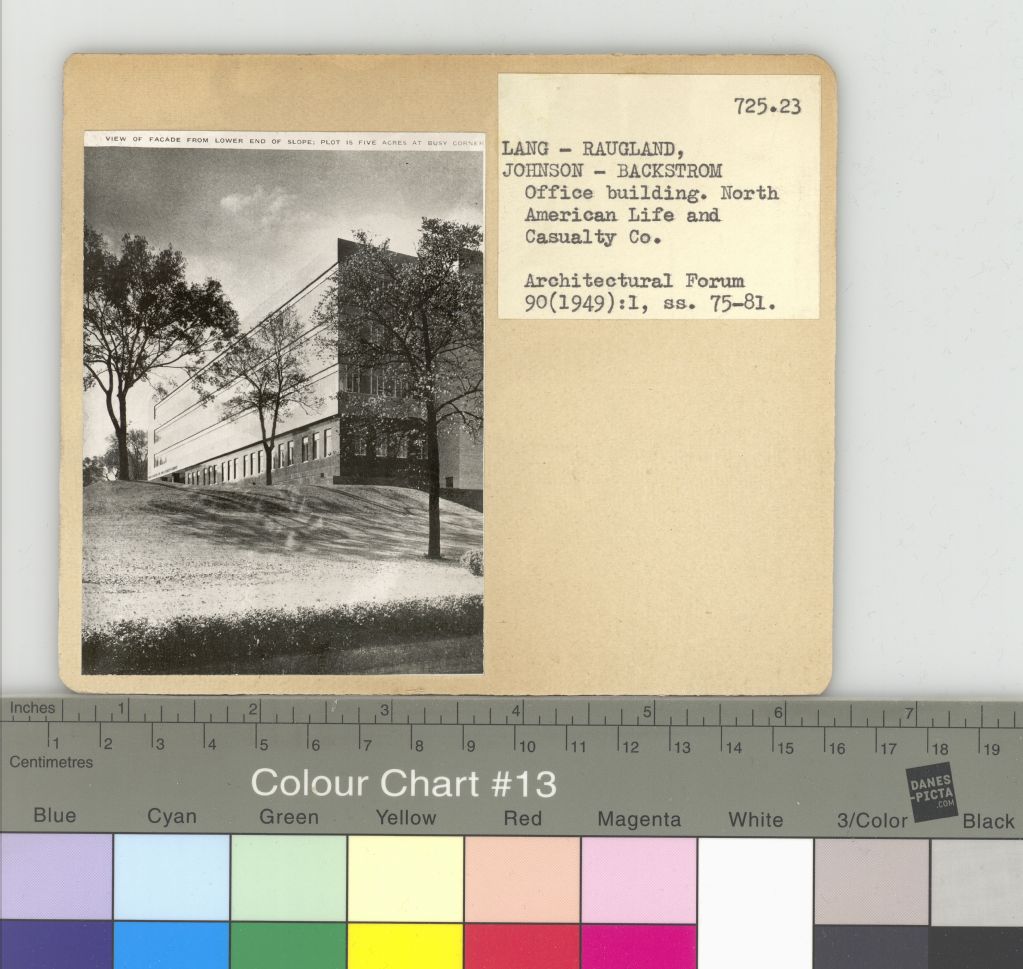 725.23
VIEW OF FACADE FROM LOWER END OF SLOPE; PLOT IS FIVE ACRES AT BUSY CORNER
LANG - RAUGLAND,
JOHNSON - BACKSTROM
Office building. North
American Life and
Casualty Co.
Architectural Forum
90(1949):1, ss. 75-81.
Inches 1 2 3 4 5 6 7
1 2 3 4 5 6 7 8 9 10 11 12 13 14 15 16 17 18 19
Centimetres
Colour Chart #13
DANES
-PICTA
.COM
Blue Cyan Green Yellow Red Magenta White 3/Color Black